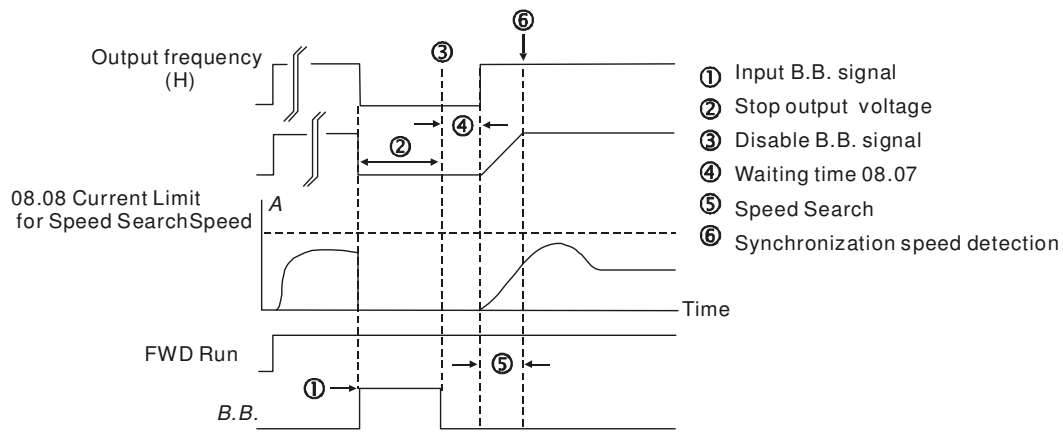 ⑥
Output frequency
(H)
③
④
②
08.08 Current Limit
for Speed SearchSpeed
A
Time
FWD Run
⑤
①
B.B.
① Input B.B. signal
② Stop output voltage
③ Disable B.B. signal
④ Waiting time 08.07
⑤ Speed Search
⑥ Synchronization speed detection